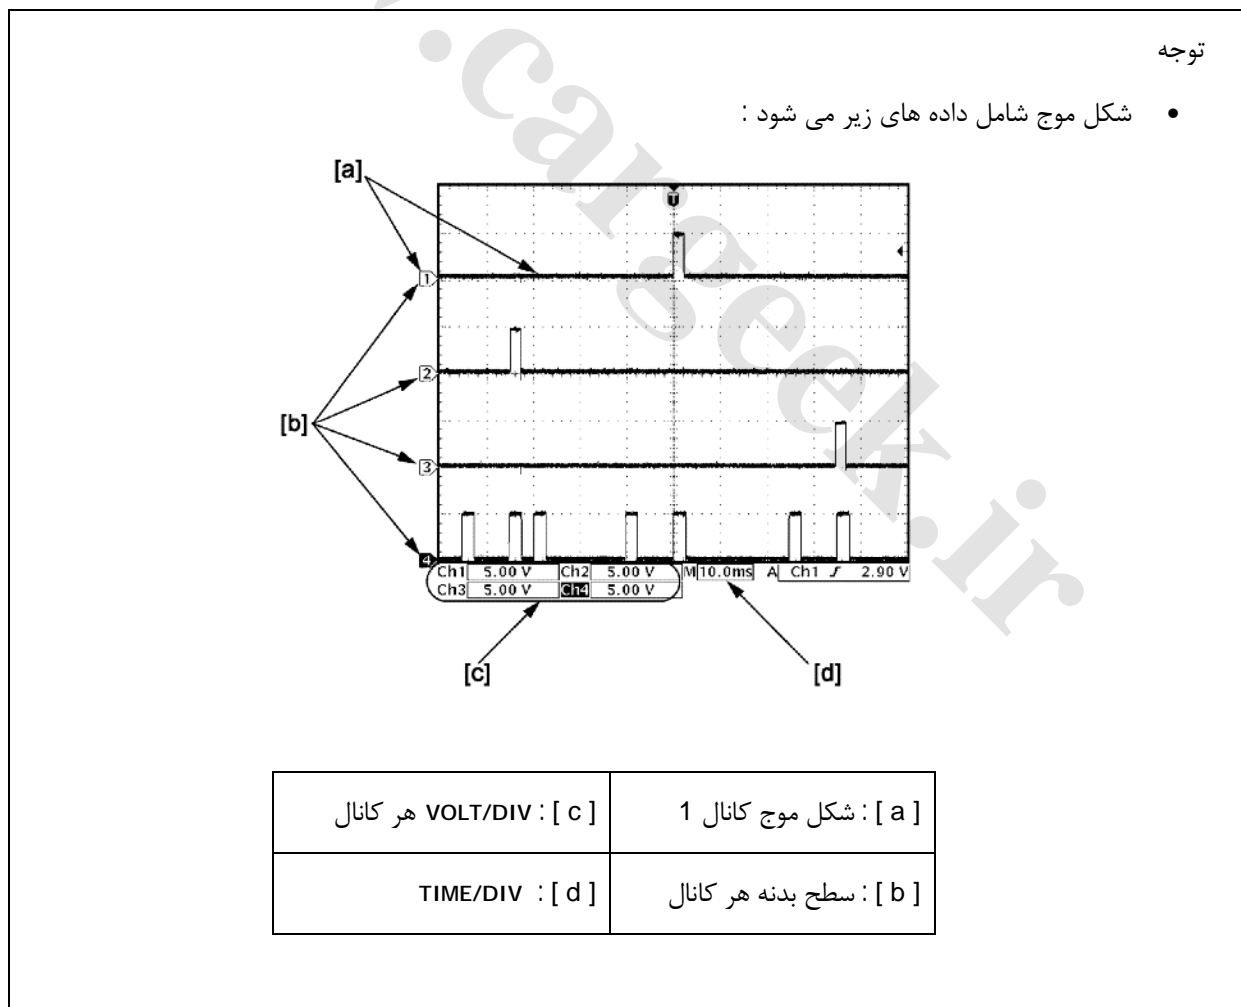 توجه
• شکل موج شامل داده های زیر می شود :
[a]
[b]
T
1
2
3
4
Ch1 5.00 V Ch2 5.00 V M 10.0ms A Ch1 2.90 V
Ch3 5.00 V Ch4 5.00 V
[c] [d]
[ a ] : شکل موج کانال 1 [ c ] : VOLT/DIV هر کانال
[ b ] : سطح بدنه هر کانال [ d ] : TIME/DIV
.cargeek.ir